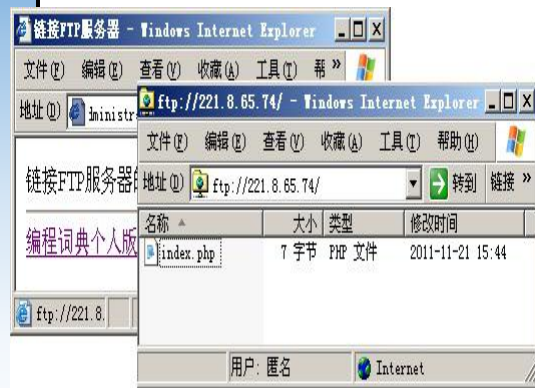 链接FTP服务器 - Windows Internet Explorer
文件(F) 编辑(E) 查看(V) 收藏(A) 工具(T) 帮 »
地址(D) ministr
链接FTP服务器
编程词典个人版
ftp://221.8.
ftp://221.8.65.74/ - Windows Internet Explorer
文件(F) 编辑(E) 查看(V) 收藏(A) 工具(T) 帮助(H)
地址(D) ftp://221.8.65.74/ 转到 链接 »
名称 大小 类型 修改时间
index.php 7 字节 PHP 文件 2011-11-21 15:44
用户: 匿名 Internet